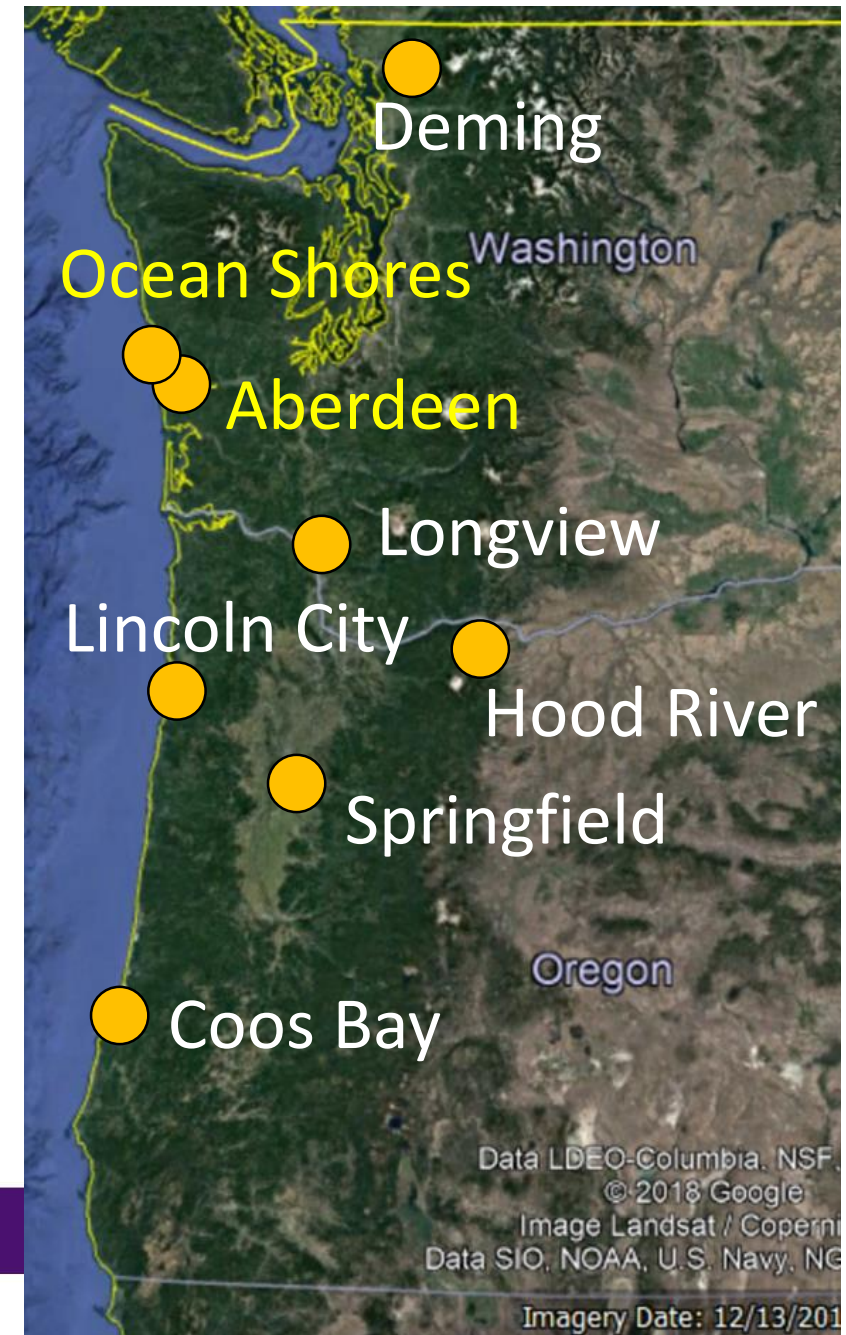 Deming
Washington
Ocean Shores
Aberdeen
Longview
Lincoln City
Hood River
Springfield
Oregon
Coos Bay
Data LDEO-Columbia, NSF,
© 2018 Google
Image Landsat / Coperni
Data SIO, NOAA, U.S. Navy, NG
Imagery Date: 12/13/201